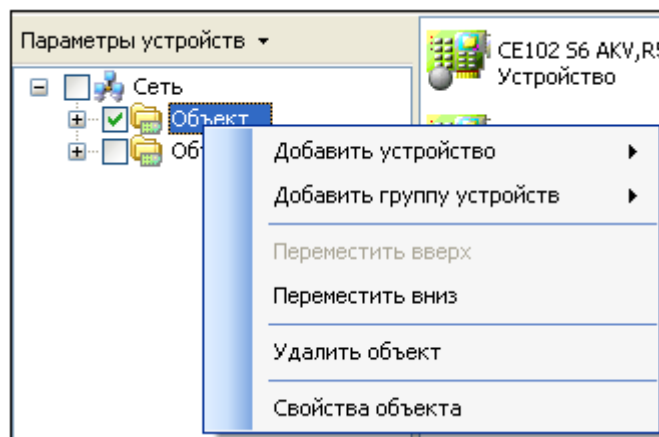 Параметры устройств
CE102 S6 AKV,R5
Устройство
Сеть
Объект
Об
Добавить устройство
Добавить группу устройств
Переместить вверх
Переместить вниз
Удалить объект
Свойства объекта